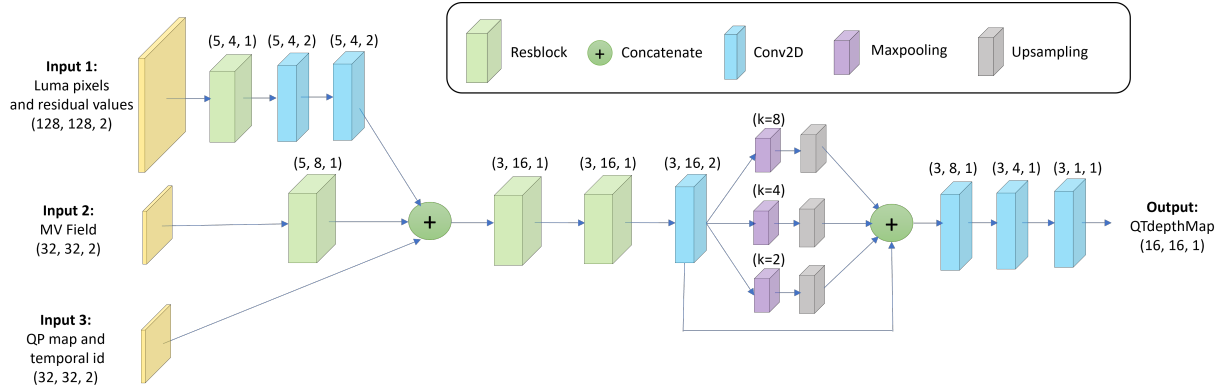 Resblock
+
Concatenate
Conv2D
Maxpooling
Upsampling
Input 1:
Luma pixels
and residual values
(128, 128, 2)
(5, 4, 1)
(5, 4, 2)
(5, 4, 2)
Input 2:
MV Field
(32, 32, 2)
(5, 8, 1)
Input 3:
QP map and
temporal id
(32, 32, 2)
+
(3, 16, 1)
(3, 16, 1)
(3, 16, 2)
(k=8)
(k=4)
(k=2)
+
(3, 8, 1)
(3, 4, 1)
(3, 1, 1)
Output:
QTdepthMap
(16, 16, 1)